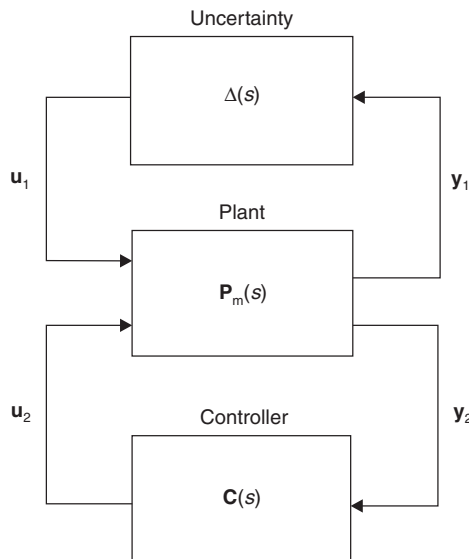 Uncertainty
Δ(s)
u₁
y₁
Plant
Pₘ(s)
u₂
y₂
Controller
C(s)